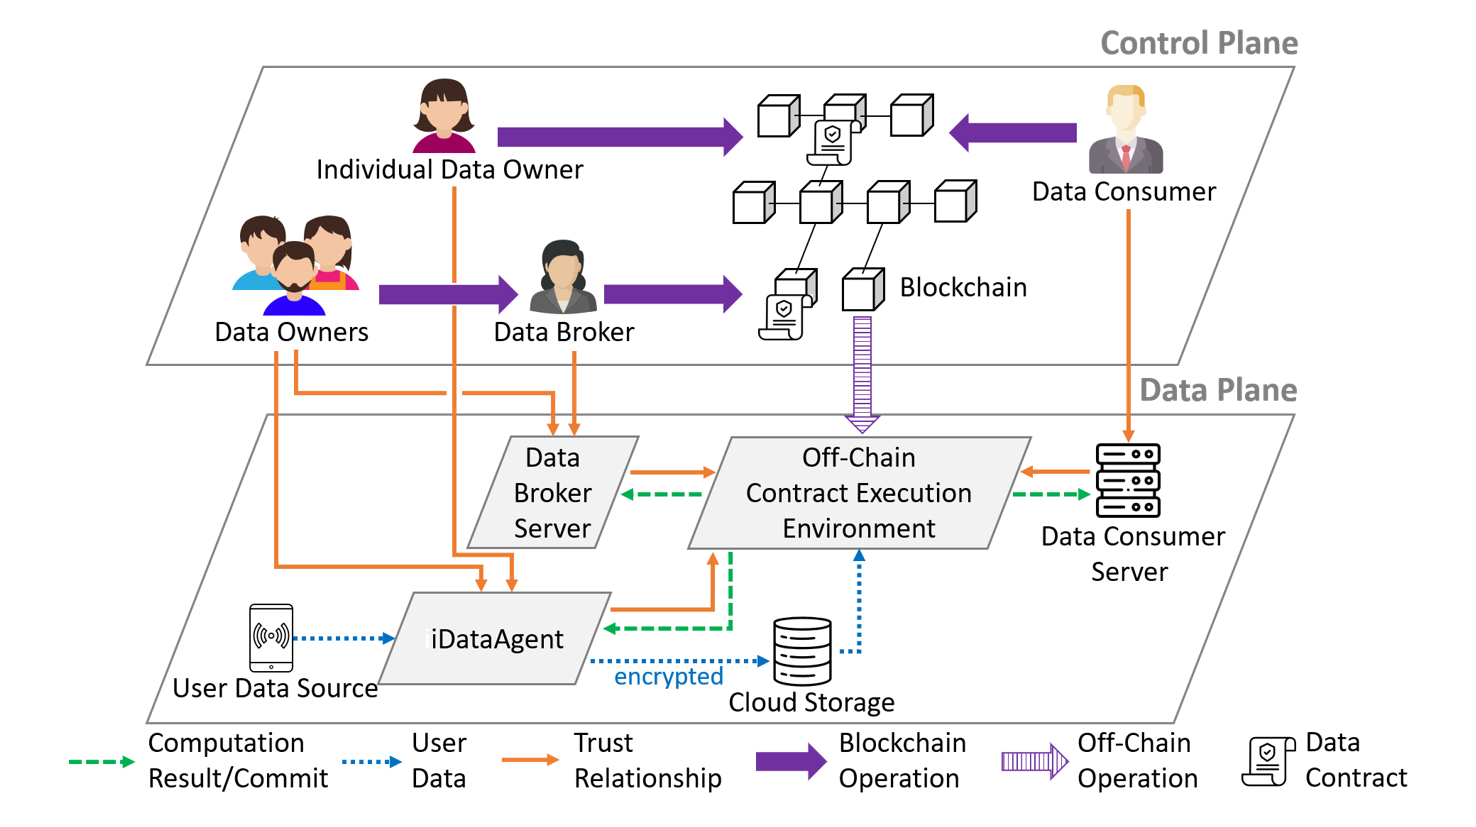 Control Plane
Individual Data Owner
Data Consumer
Blockchain
Data Owners
Data Broker
Data Plane
Data
Broker
Server
Off-Chain
Contract Execution
Environment
Data Consumer
Server
iDataAgent
User Data Source
encrypted
Cloud Storage
Computation
Result/Commit
User
Data
Trust
Relationship
Blockchain
Operation
Off-Chain
Operation
Data
Contract